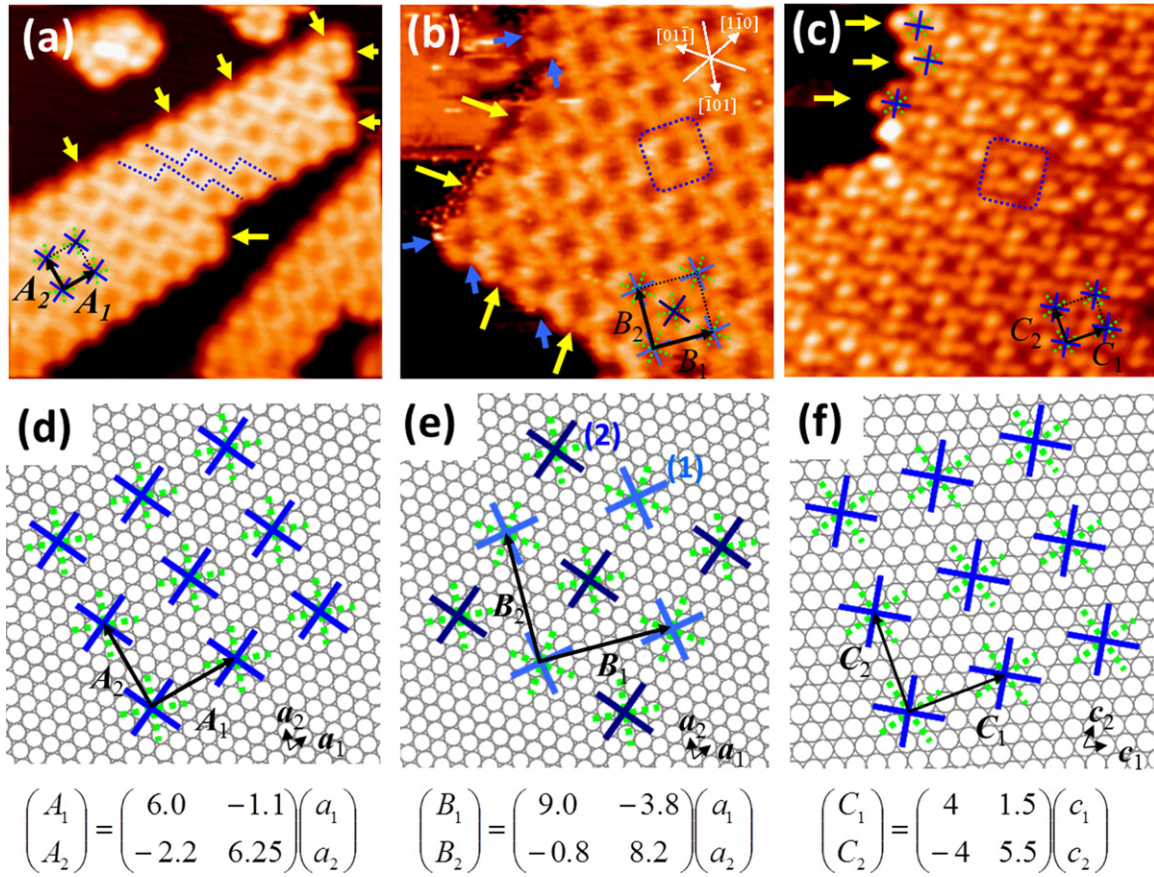 (a)
A₂ A₁
(b)
[01̄1̄] [11̄0]
[1̄01]
B₂
B₁
(c)
C₂ C₁
(d)
A₂
A₁
a₂
a₁
(e)
(2)
(1)
B₂
B₁
a₂
a₁
(f)
C₂
C₁
c₂
c₁
(A₁ A₂) = (6.0 -1.1 -2.2 6.25) (a₁ a₂)
(B₁ B₂) = (9.0 -3.8 -0.8 8.2) (a₁ a₂)
(C₁ C₂) = (4 1.5 -4 5.5) (c₁ c₂)